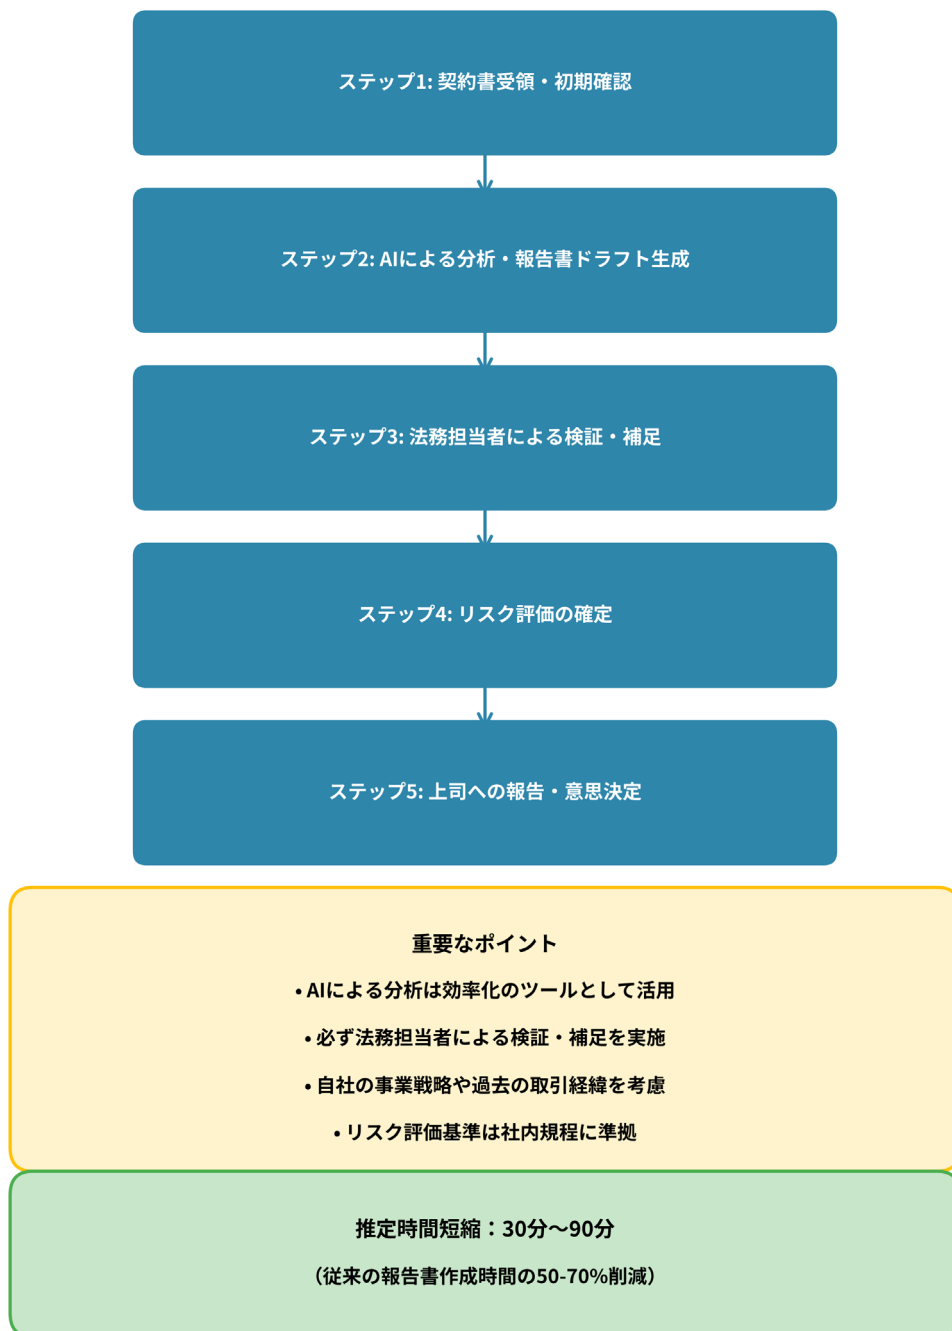 ステップ1: 契約書受領・初期確認
ステップ2: AIによる分析・報告書ドラフト生成
ステップ3: 法務担当者による検証・補足
ステップ4: リスク評価の確定
ステップ5: 上司への報告・意思決定
重要なポイント
• AIによる分析は効率化のツールとして活用
• 必ず法務担当者による検証・補足を実施
• 自社の事業戦略や過去の取引経緯を考慮
• リスク評価基準は社内規程に準拠
推定時間短縮：30分〜90分
（従来の報告書作成時間の50-70%削減）